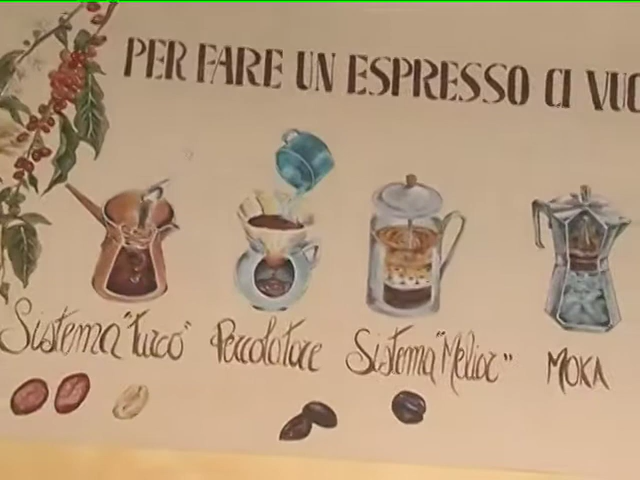 PER FARE UN ESPRESSO CI VUO
Sistema "Turco"
Percolatore
Sistema "Melior"
MOKA